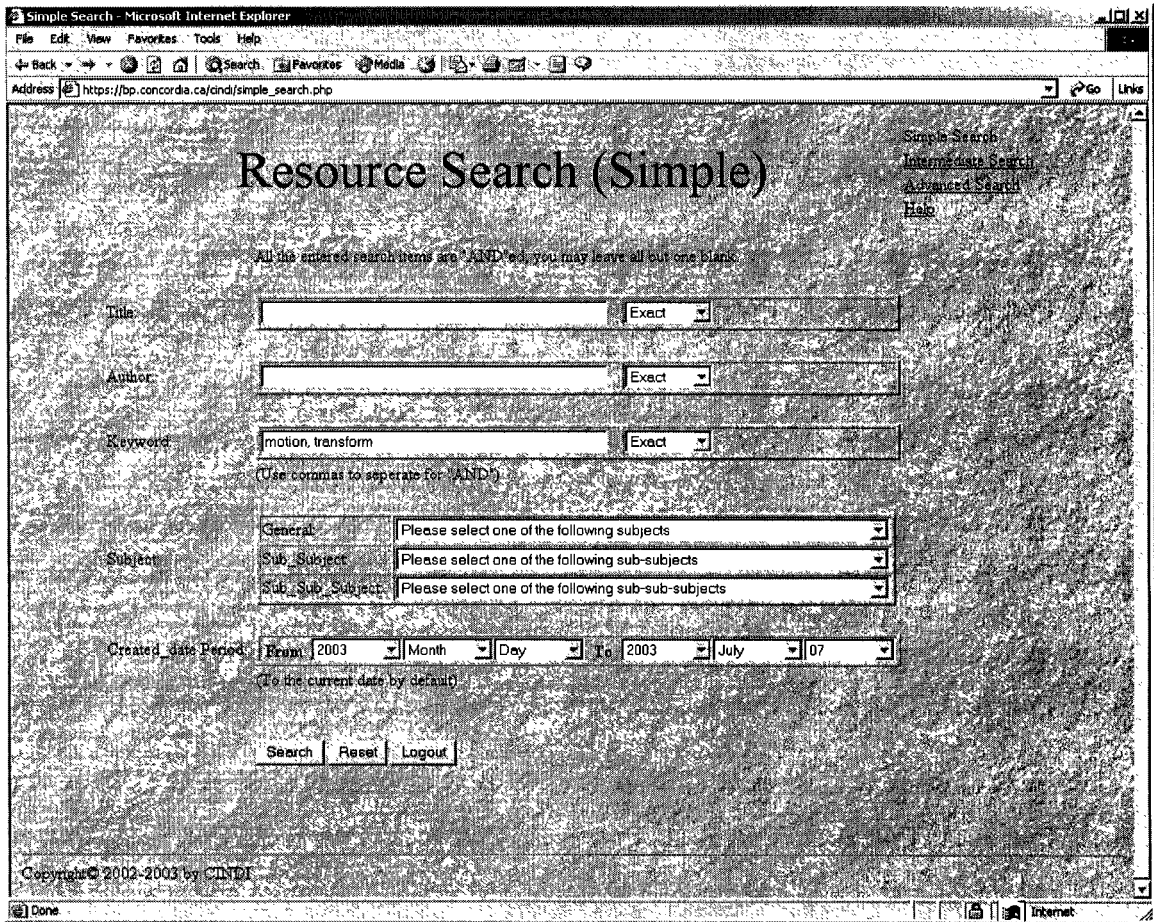 Simple Search - Microsoft Internet Explorer
File Edit View Favorites Tools Help
Back Search Favorites Media
Address https://bp.concordia.ca/cindi/simple_search.php Go Links
Simple Search
Intermediate Search
Advanced Search
Help
Resource Search (Simple)
All the entered search items are "AND"ed, you may leave all but one blank.
Title: Exact
Author: Exact
Keyword: motion, transform Exact
(Use commas to seperate for "AND")
Subject:
General: Please select one of the following subjects
Sub_Subject: Please select one of the following sub-subjects
Sub_Sub_Subject: Please select one of the following sub-sub-subjects
Created_date Period: From 2003 Month Day To 2003 July 07
(To the current date by default)
Search Reset Logout
Copyright© 2002-2003 by CINDI
Done Internet